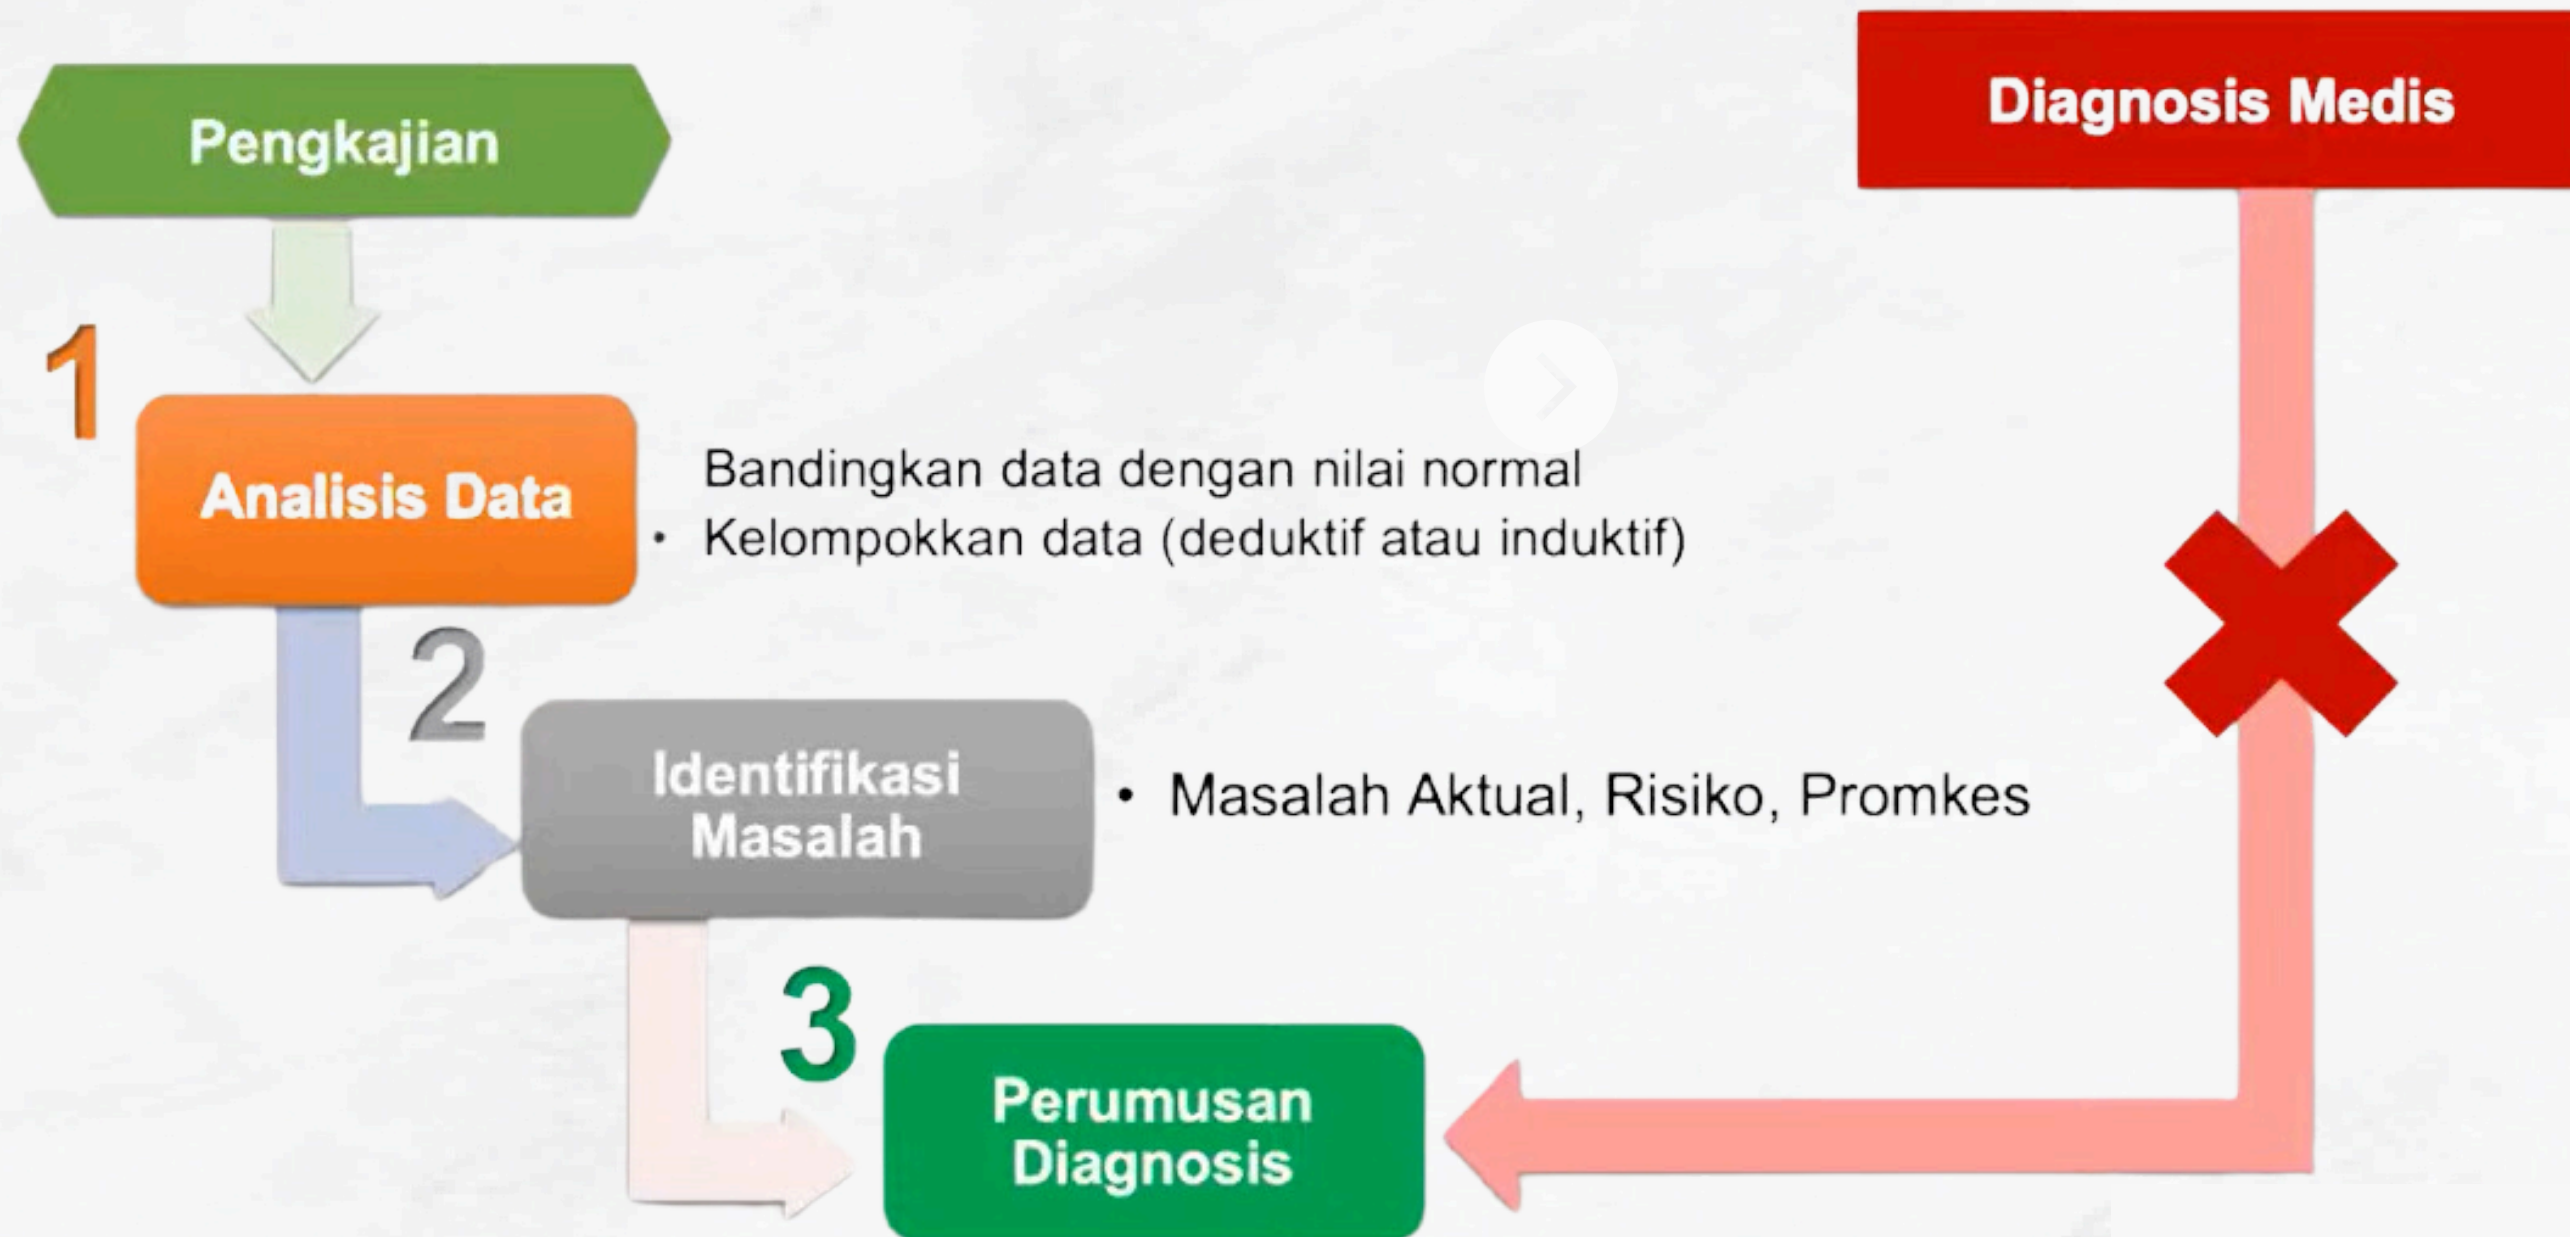 Pengkajian
Diagnosis Medis
1
Analisis Data
Bandingkan data dengan nilai normal
• Kelompokkan data (deduktif atau induktif)
2
Identifikasi
Masalah
• Masalah Aktual, Risiko, Promkes
3
Perumusan
Diagnosis